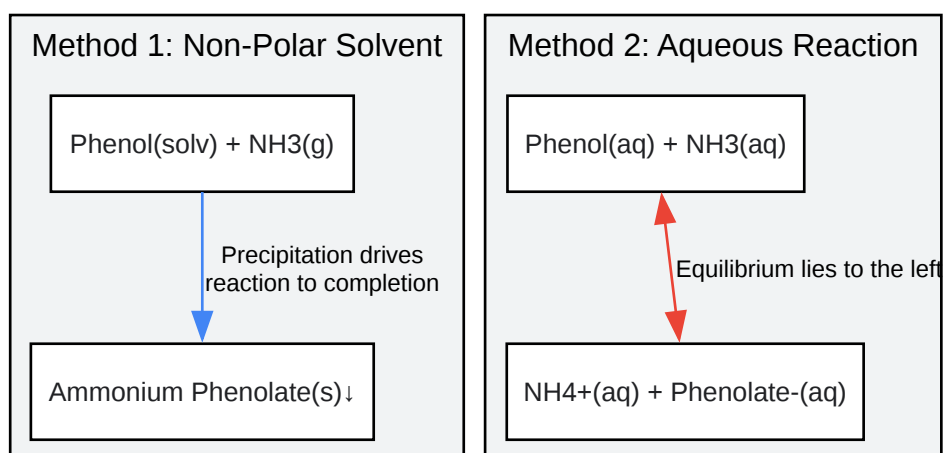 Method 1: Non-Polar Solvent
Phenol(solv) + NH3(g)
Precipitation drives
reaction to completion
Ammonium Phenolate(s)↓
Method 2: Aqueous Reaction
Phenol(aq) + NH3(aq)
Equilibrium lies to the left
NH4+(aq) + Phenolate-(aq)